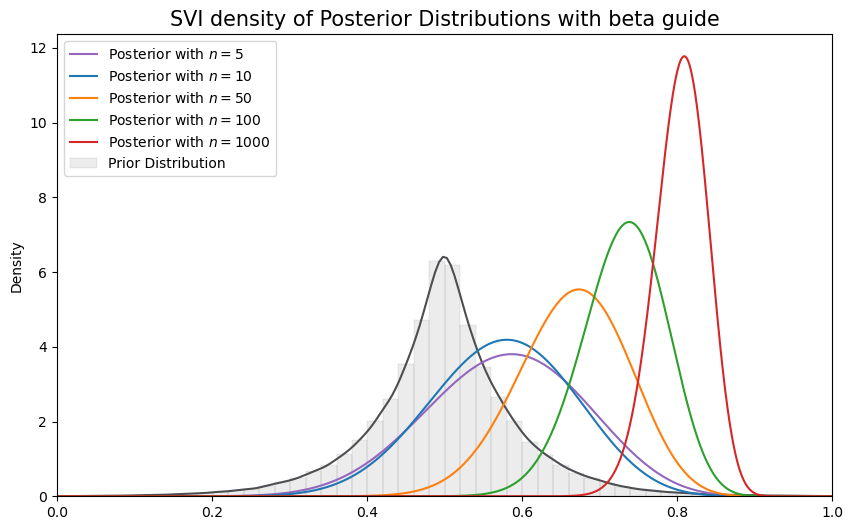 SVI density of Posterior Distributions with beta guide
12
10
8
6
4
2
0
Density
Posterior with n = 5
Posterior with n = 10
Posterior with n = 50
Posterior with n = 100
Posterior with n = 1000
Prior Distribution
0.0 0.2 0.4 0.6 0.8 1.0